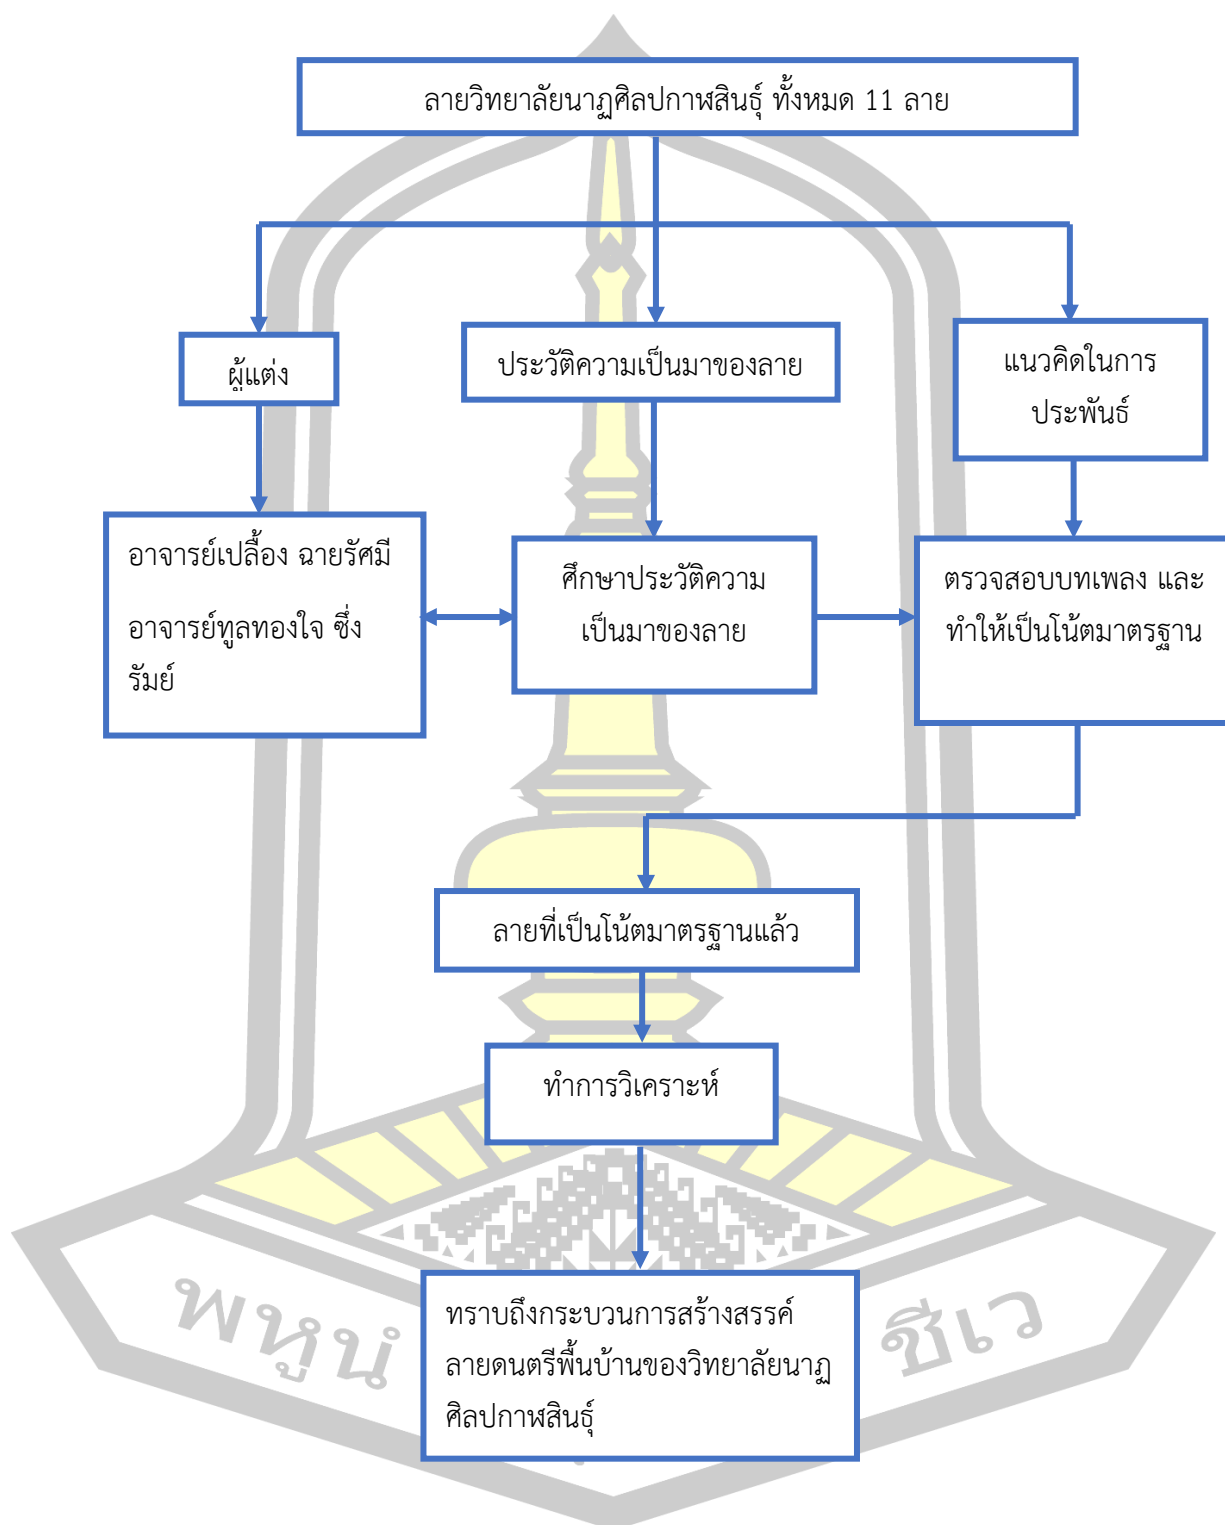 ลายวิทยาลัยนาฏศิลปกาฬสินธุ์ ทั้งหมด 11 ลาย
ผู้แต่ง
ประวัติความเป็นมาของลาย
แนวคิดในการ
ประพันธ์
อาจารย์เปลื้อง ฉายรัศมี
อาจารย์ทูลทองใจ ซึ่ง
รัมย์
ศึกษาประวัติความ
เป็นมาของลาย
ตรวจสอบบทเพลง และ
ทำให้เป็นโน้ตมาตรฐาน
ลายที่เป็นโน้ตมาตรฐานแล้ว
ทำการวิเคราะห์
ทราบถึงกระบวนการสร้างสรรค์
ลายดนตรีพื้นบ้านของวิทยาลัยนาฏ
ศิลปกาฬสินธุ์
พหูนํ ชีเว